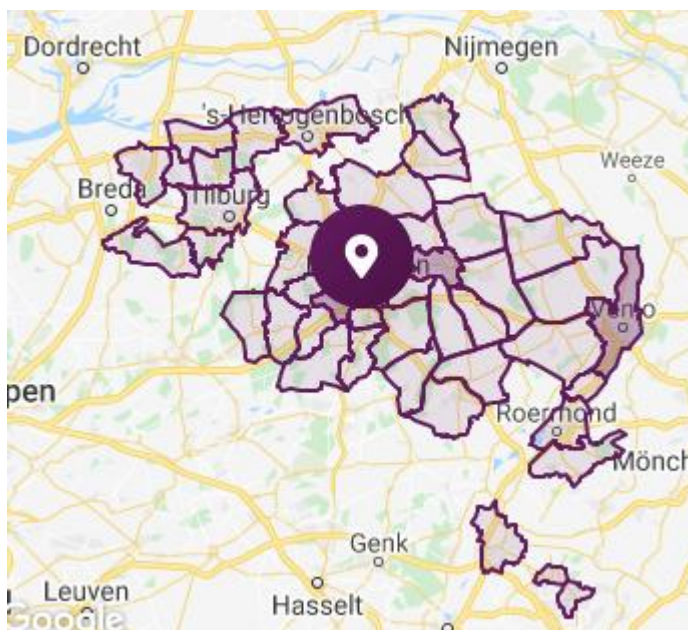 Dordrecht
Nijmegen
's-Hertogenbosch
Weeze
Breda
Tilburg
Venlo
pen
Roermond
Mönch
Genk
Leuven
Hasselt
Google